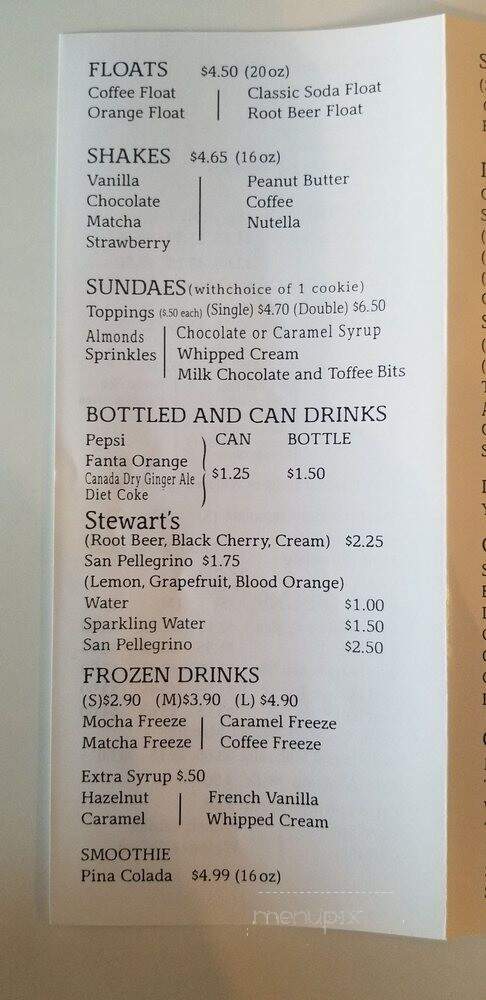 FLOATS $4.50 (20oz)
Coffee Float | Classic Soda Float
Orange Float | Root Beer Float
SHAKES $4.65 (16oz)
Vanilla | Peanut Butter
Chocolate | Coffee
Matcha | Nutella
Strawberry
SUNDAES (withchoice of 1 cookie)
Toppings ($.50 each) (Single) $4.70 (Double) $6.50
Almonds | Chocolate or Caramel Syrup
Sprinkles | Whipped Cream
Milk Chocolate and Toffee Bits
BOTTLED AND CAN DRINKS
Pepsi CAN BOTTLE
Fanta Orange
Canada Dry Ginger Ale $1.25 $1.50
Diet Coke
Stewart's
(Root Beer, Black Cherry, Cream) $2.25
San Pellegrino $1.75
(Lemon, Grapefruit, Blood Orange)
Water $1.00
Sparkling Water $1.50
San Pellegrino $2.50
FROZEN DRINKS
(S)$2.90 (M)$3.90 (L) $4.90
Mocha Freeze | Caramel Freeze
Matcha Freeze | Coffee Freeze
Extra Syrup $.50
Hazelnut | French Vanilla
Caramel | Whipped Cream
SMOOTHIE
Pina Colada $4.99 (16oz)
menupix